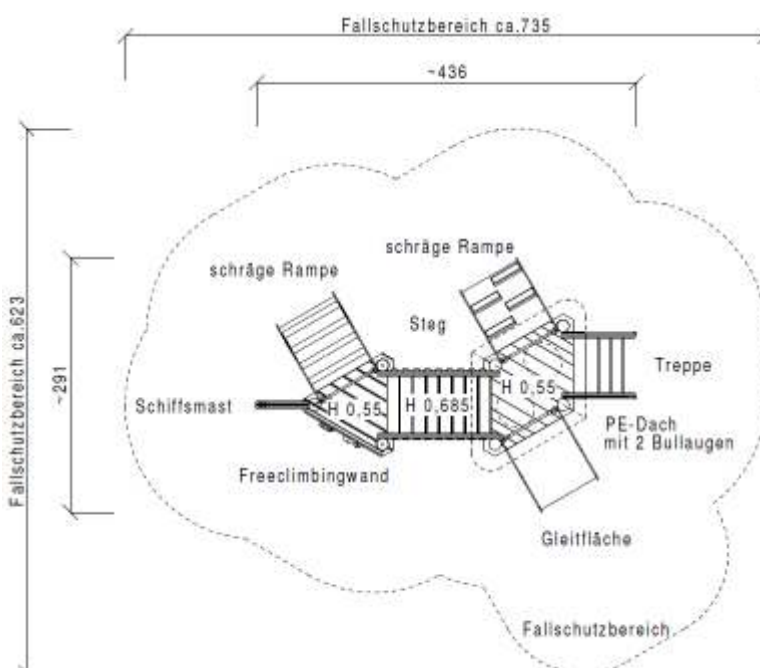 Fallschutzbereich ca.735
~436
schräge Rampe
schräge Rampe
Steg
Fallschutzbereich ca.623
~291
Treppe
H 0,55
Schiffsmast
H 0,55
H 0,685
PE-Dach
mit 2 Bullaugen
Freeclimbingwand
Gleitfläche
Fallschutzbereich